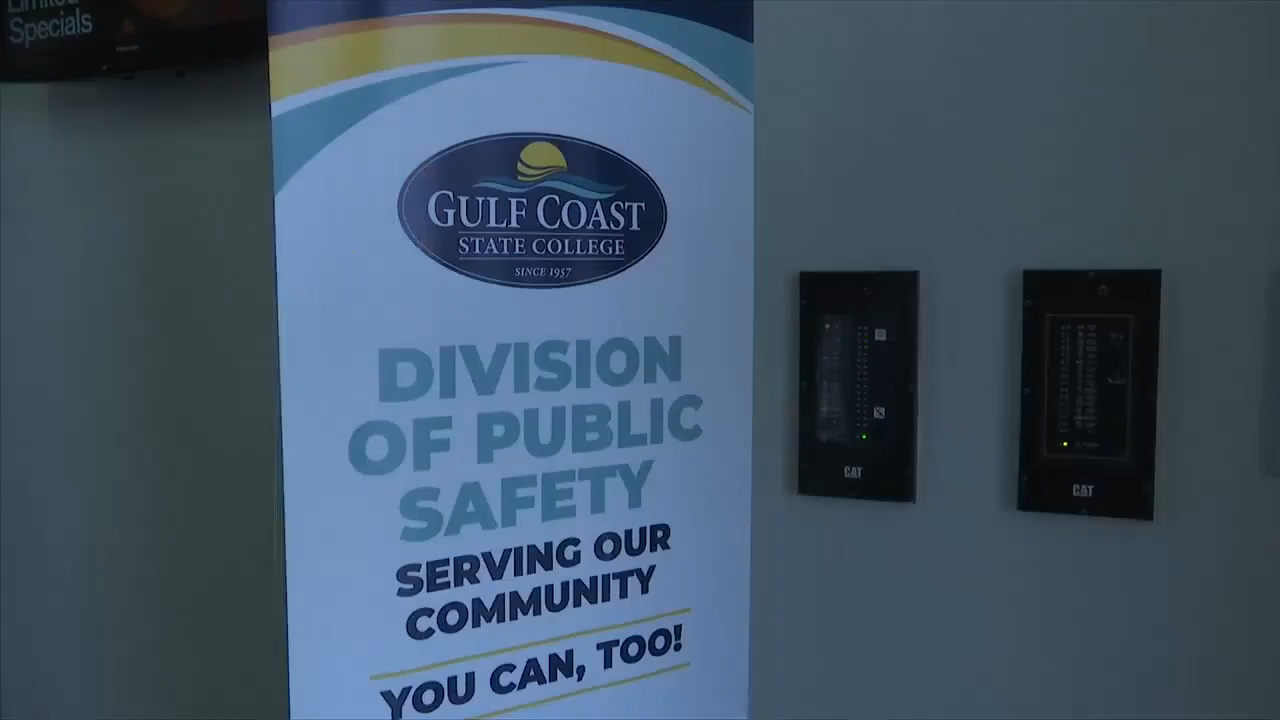 Limited
Specials
GULF COAST
STATE COLLEGE
SINCE 1957
DIVISION
OF PUBLIC
SAFETY
SERVING OUR
COMMUNITY
YOU CAN, TOO!
CAT
CAT